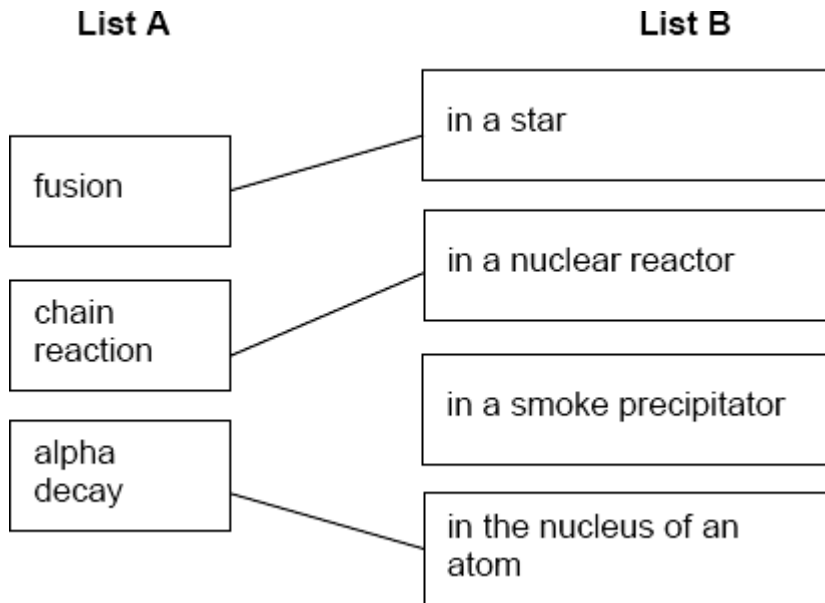 List A
List B
fusion
chain
reaction
alpha
decay
in a star
in a nuclear reactor
in a smoke precipitator
in the nucleus of an
atom